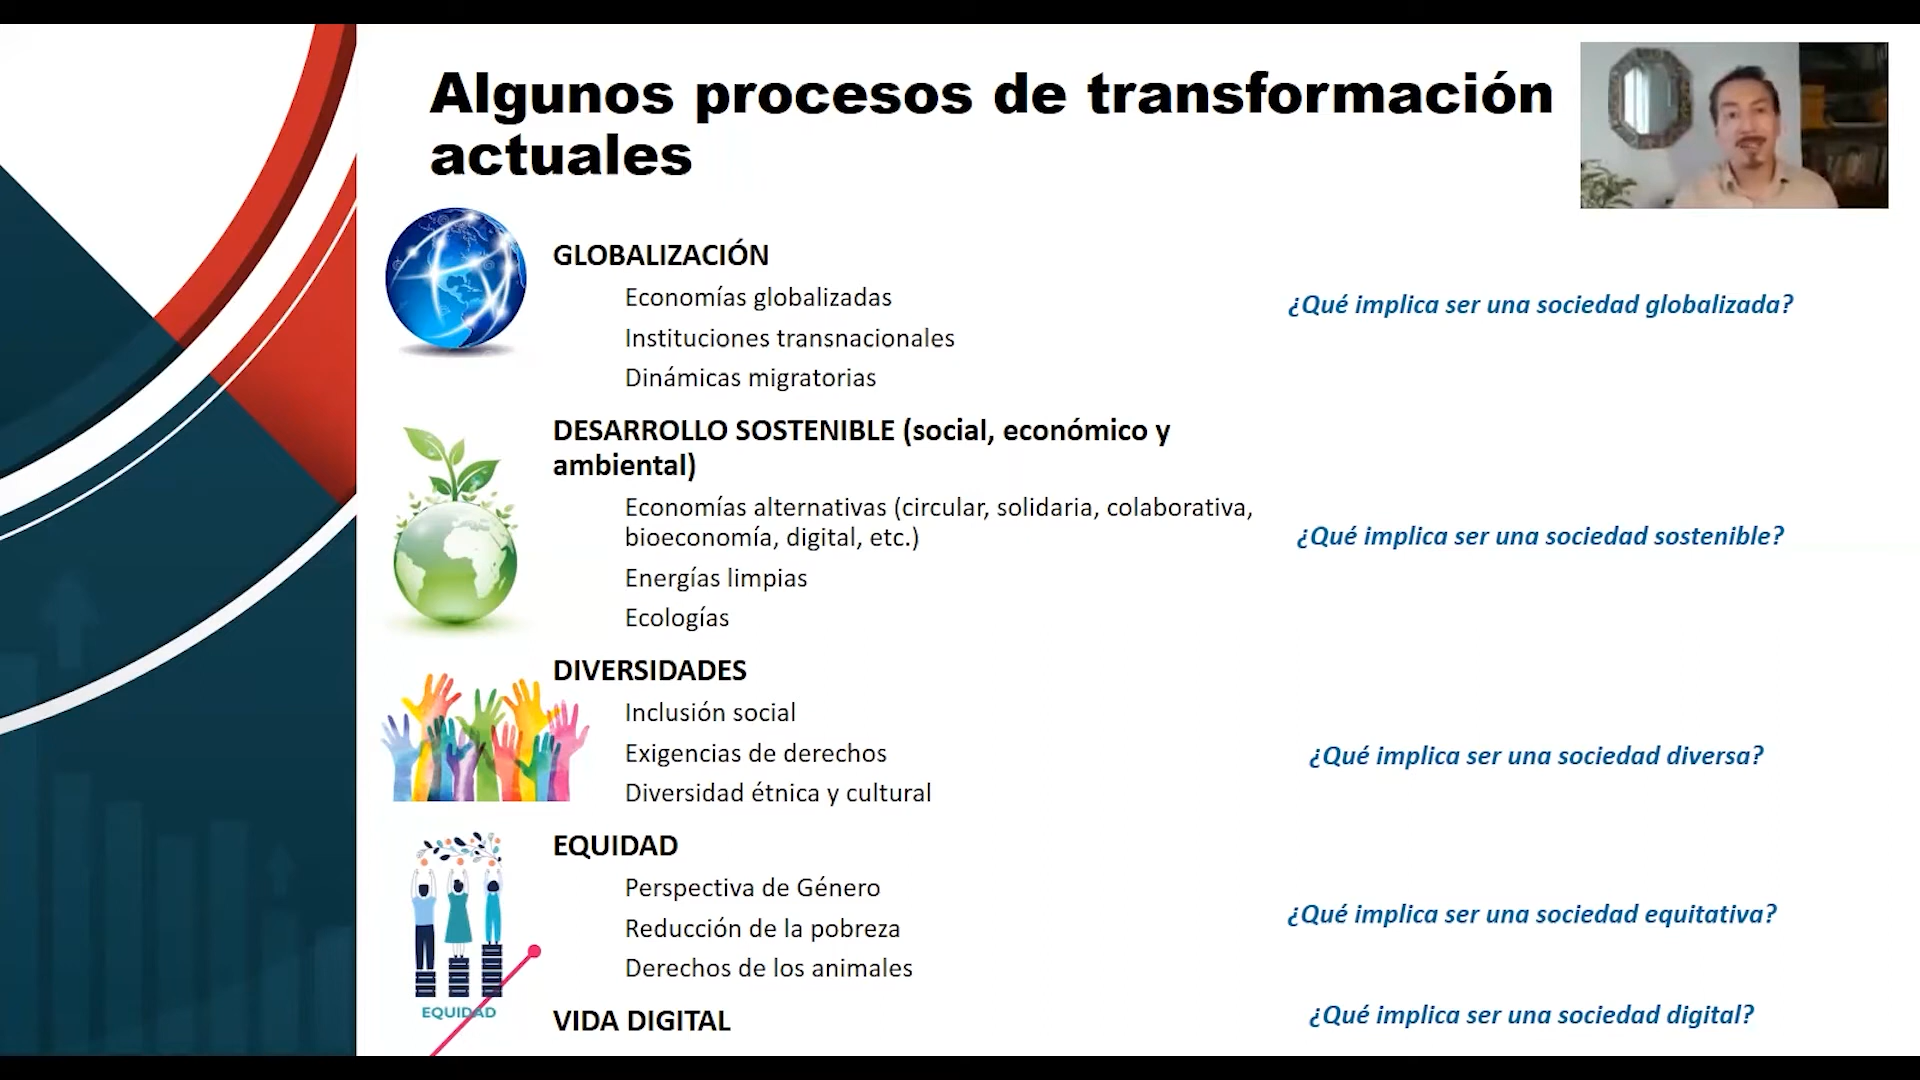 Algunos procesos de transformación
actuales
GLOBALIZACIÓN
Economías globalizadas
Instituciones transnacionales
Dinámicas migratorias
¿Qué implica ser una sociedad globalizada?
DESARROLLO SOSTENIBLE (social, económico y
ambiental)
Economías alternativas (circular, solidaria, colaborativa,
bioeconomía, digital, etc.)
Energías limpias
Ecologías
¿Qué implica ser una sociedad sostenible?
DIVERSIDADES
Inclusión social
Exigencias de derechos
Diversidad étnica y cultural
¿Qué implica ser una sociedad diversa?
EQUIDAD
Perspectiva de Género
Reducción de la pobreza
Derechos de los animales
¿Qué implica ser una sociedad equitativa?
EQUIDAD
VIDA DIGITAL
¿Qué implica ser una sociedad digital?